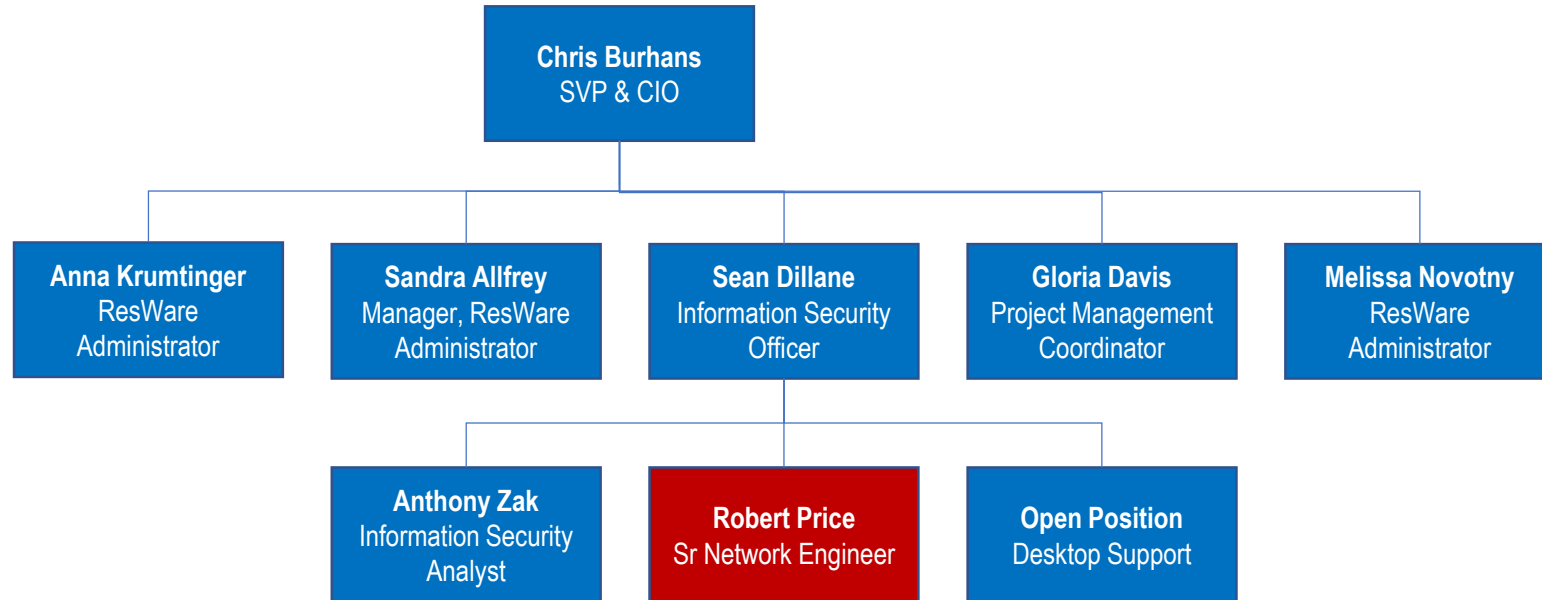 Chris Burhans
SVP & CIO
Anna Krumtinger
ResWare
Administrator
Sandra Allfrey
Manager, ResWare
Administrator
Sean Dillane
Information Security
Officer
Gloria Davis
Project Management
Coordinator
Melissa Novotny
ResWare
Administrator
Anthony Zak
Information Security
Analyst
Robert Price
Sr Network Engineer
Open Position
Desktop Support